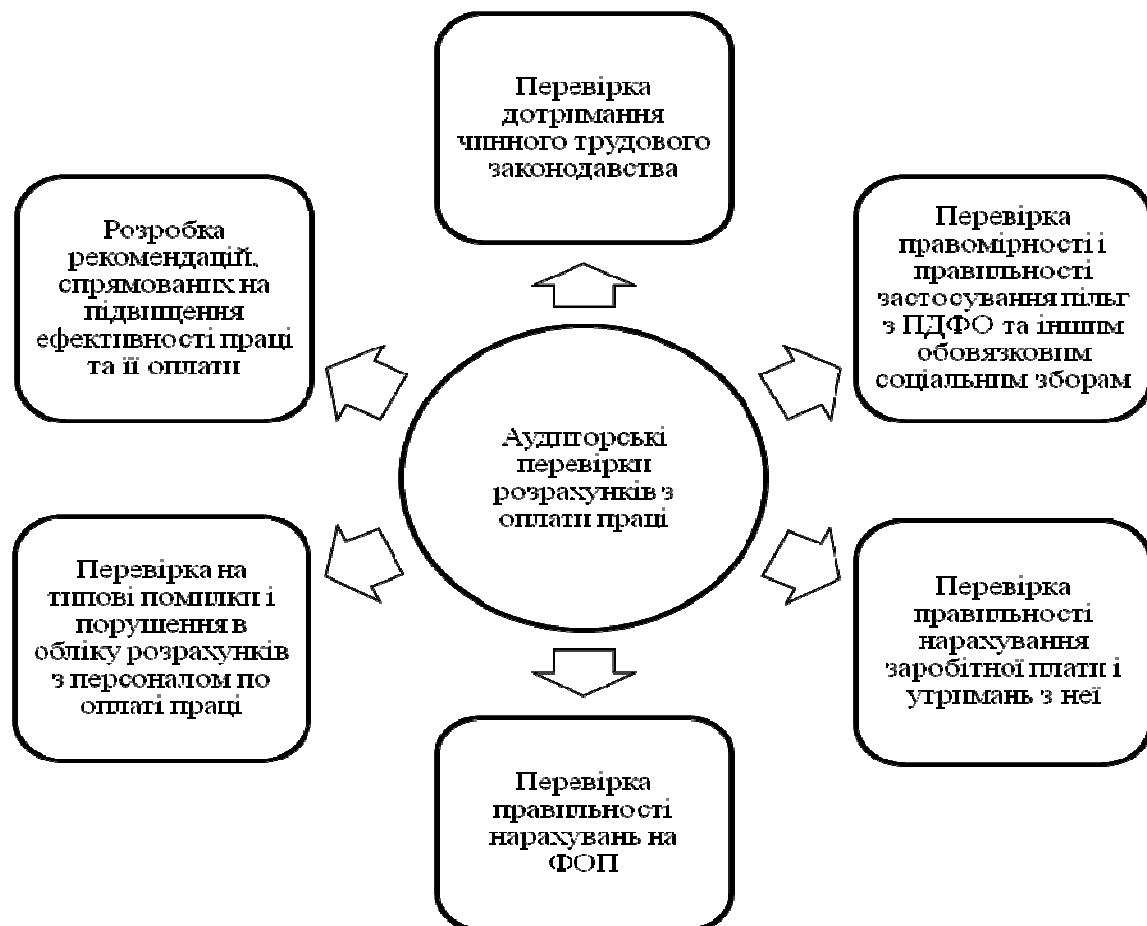 Перевірка
дотримання
чинного трудового
законодавства
Розробка
рекомендацій,
спрямованих на
підвищення
ефективності праці
та її оплати
Перевірка
правомірності і
правильності
застосування пільг
з ПДФО та іншим
обовязковим
соціальним зборам
Аудиторські
перевірки
розрахунків з
оплати праці
Перевірка на
типові помилки і
порушення в
обліку розрахунків
з персоналом по
оплаті праці
Перевірка
правильності
нарахування
заробітної плати і
утримань з неї
Перевірка
правильності
нарахувань на
ФОП